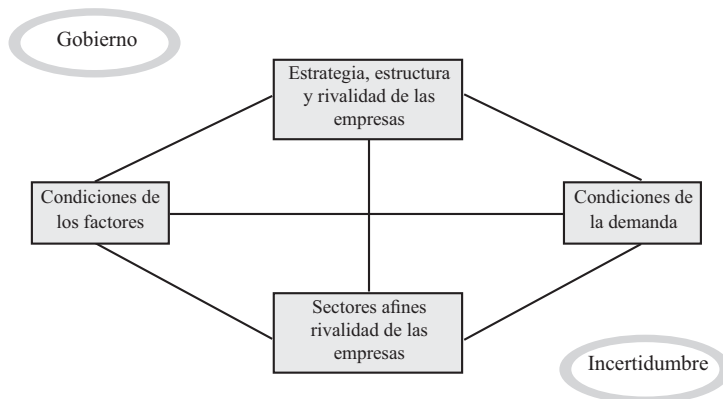 Gobierno
Estrategia, estructura
y rivalidad de las
empresas
Condiciones de
los factores
Condiciones de
la demanda
Sectores afines
rivalidad de las
empresas
Incertidumbre